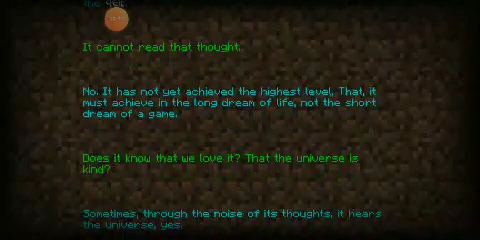 It cannot read that thought.
No. It has not yet achieved the highest level. That, it
must achieve in the long dream of life, not the short
dream of a game.
Does it know that we love it? That the universe is
kind?
Sometimes, through the noise of its thoughts, it hears
the universe, yes.